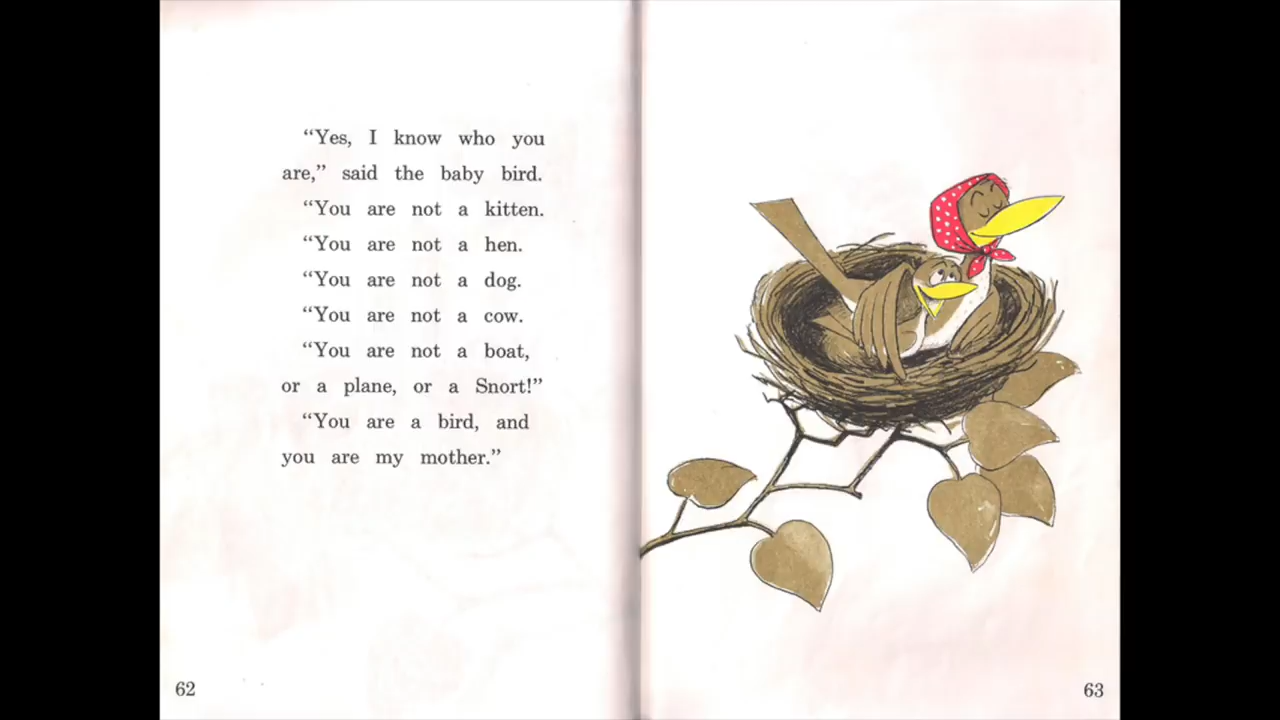 “Yes, I know who you
are,” said the baby bird.
“You are not a kitten.
“You are not a hen.
“You are not a dog.
“You are not a cow.
“You are not a boat,
or a plane, or a Snort!”
“You are a bird, and
you are my mother.”
62
63